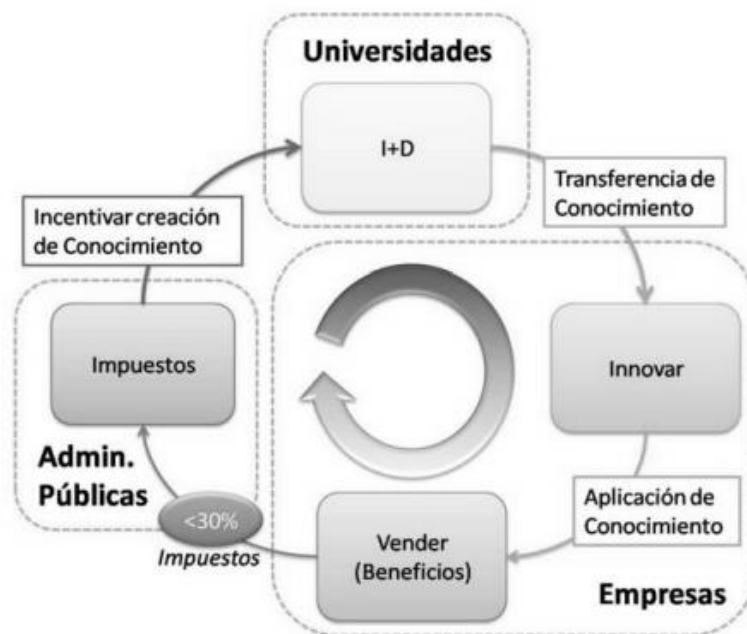 Universidades
I+D
Transferencia de
Conocimiento
Incentivar creación
de Conocimiento
Impuestos
Innovar
Admin.
Públicas
Aplicación de
Conocimiento
<30%
Impuestos
Vender
(Beneficios)
Empresas